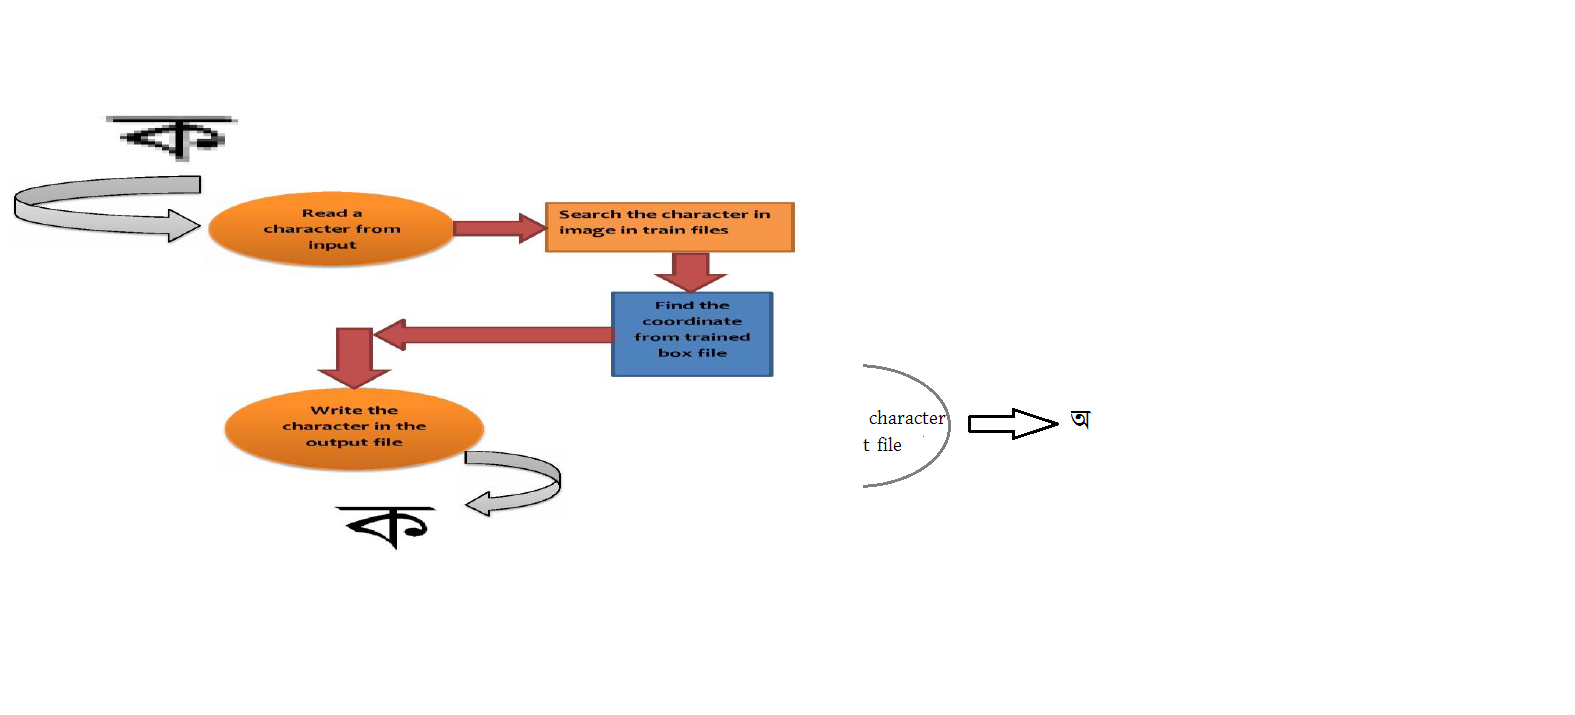 ক
Read a
character from
input
Search the character in
image in train files
Find the
coordinate
from trained
box file
Write the
character in the
output file
ক
character
t file
অ